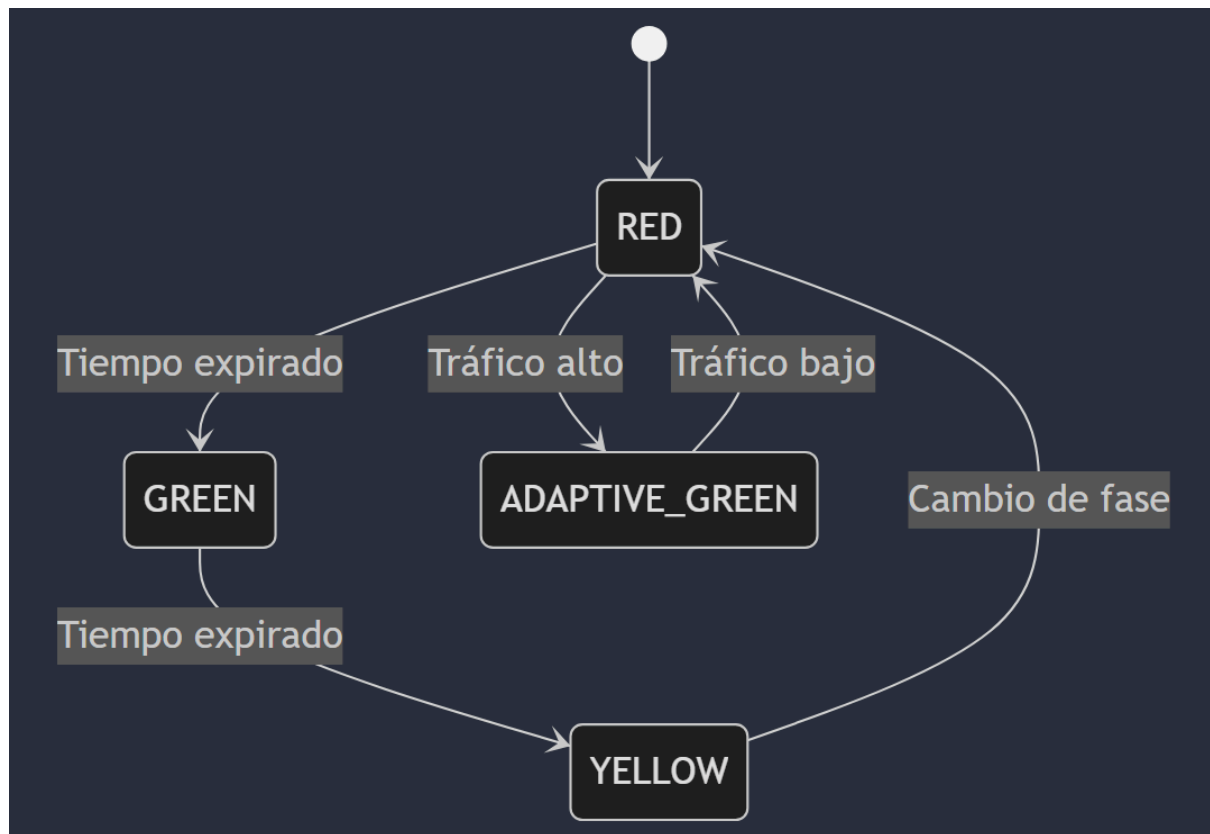 RED
Tiempo expirado
Tráfico alto
Tráfico bajo
GREEN
ADAPTIVE_GREEN
Cambio de fase
Tiempo expirado
YELLOW